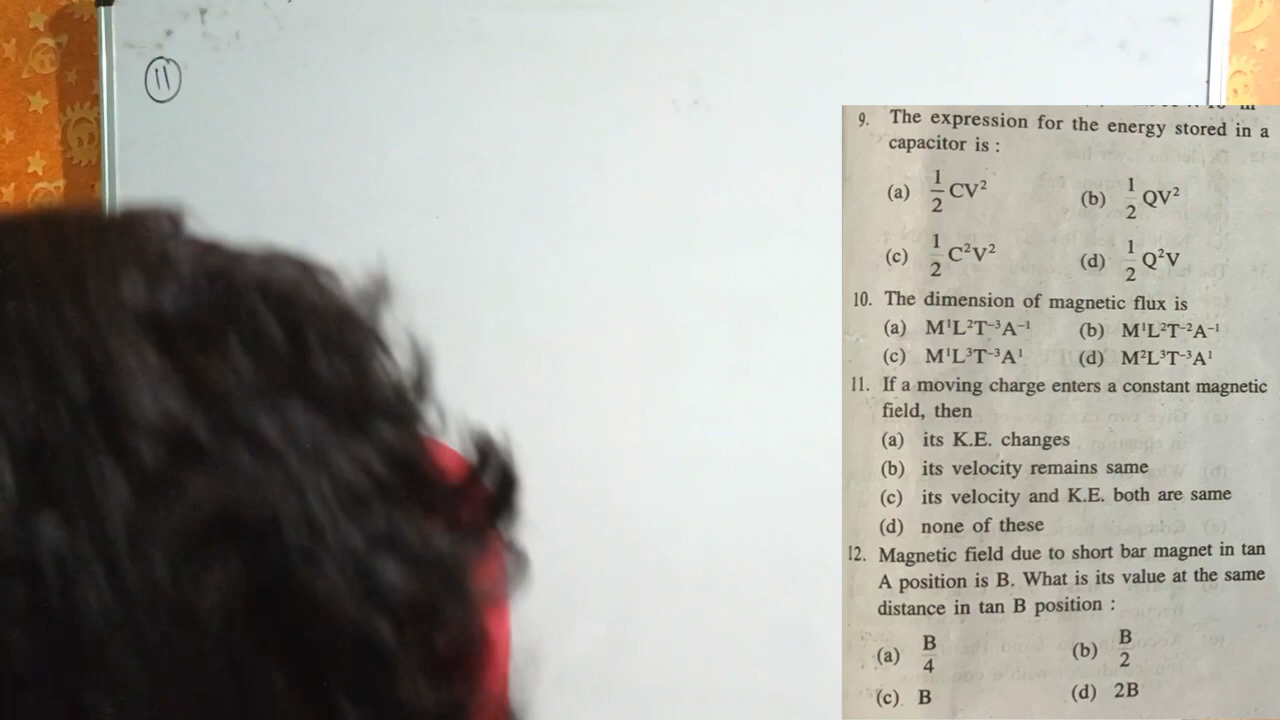 11
9. The expression for the energy stored in a
capacitor is :
(a) 1/2 CV² (b) 1/2 QV²
(c) 1/2 C²V² (d) 1/2 Q²V
10. The dimension of magnetic flux is
(a) M¹L²T⁻³A⁻¹ (b) M¹L²T⁻²A⁻¹
(c) M¹L³T⁻³A¹ (d) M²L³T⁻³A¹
11. If a moving charge enters a constant magnetic
field, then
(a) its K.E. changes
(b) its velocity remains same
(c) its velocity and K.E. both are same
(d) none of these
12. Magnetic field due to short bar magnet in tan
A position is B. What is its value at the same
distance in tan B position :
(a) B/4 (b) B/2
(c) B (d) 2B